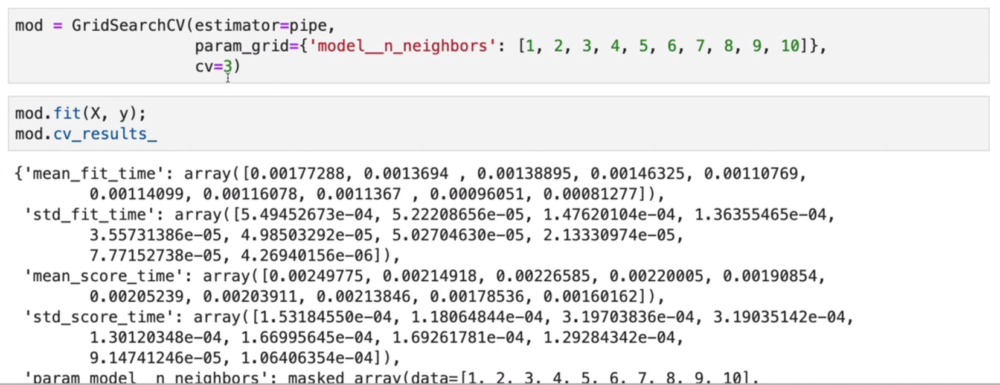 mod = GridSearchCV(estimator=pipe,
                   param_grid={'model__n_neighbors': [1, 2, 3, 4, 5, 6, 7, 8, 9, 10]},
                   cv=3)
mod.fit(X, y);
mod.cv_results_
{'mean_fit_time': array([0.00177288, 0.0013694 , 0.00138895, 0.00146325, 0.00110769,
        0.00114099, 0.00116078, 0.0011367 , 0.00096051, 0.00081277]),
 'std_fit_time': array([5.49452673e-04, 5.22208656e-05, 1.47620104e-04, 1.36355465e-04,
        3.55731386e-05, 4.98503292e-05, 5.02704630e-05, 2.13330974e-05,
        7.77152738e-05, 4.26940156e-06]),
 'mean_score_time': array([0.00249775, 0.00214918, 0.00226585, 0.00220005, 0.00190854,
        0.00205239, 0.00203911, 0.00213846, 0.00178536, 0.00160162]),
 'std_score_time': array([1.53184550e-04, 1.18064844e-04, 3.19703836e-04, 3.19035142e-04,
        1.30120348e-04, 1.66995645e-04, 1.69261781e-04, 1.29284342e-04,
        9.14741246e-05, 1.06406354e-04]),
 'param_model__n_neighbors': masked_array(data=[1, 2, 3, 4, 5, 6, 7, 8, 9, 10],